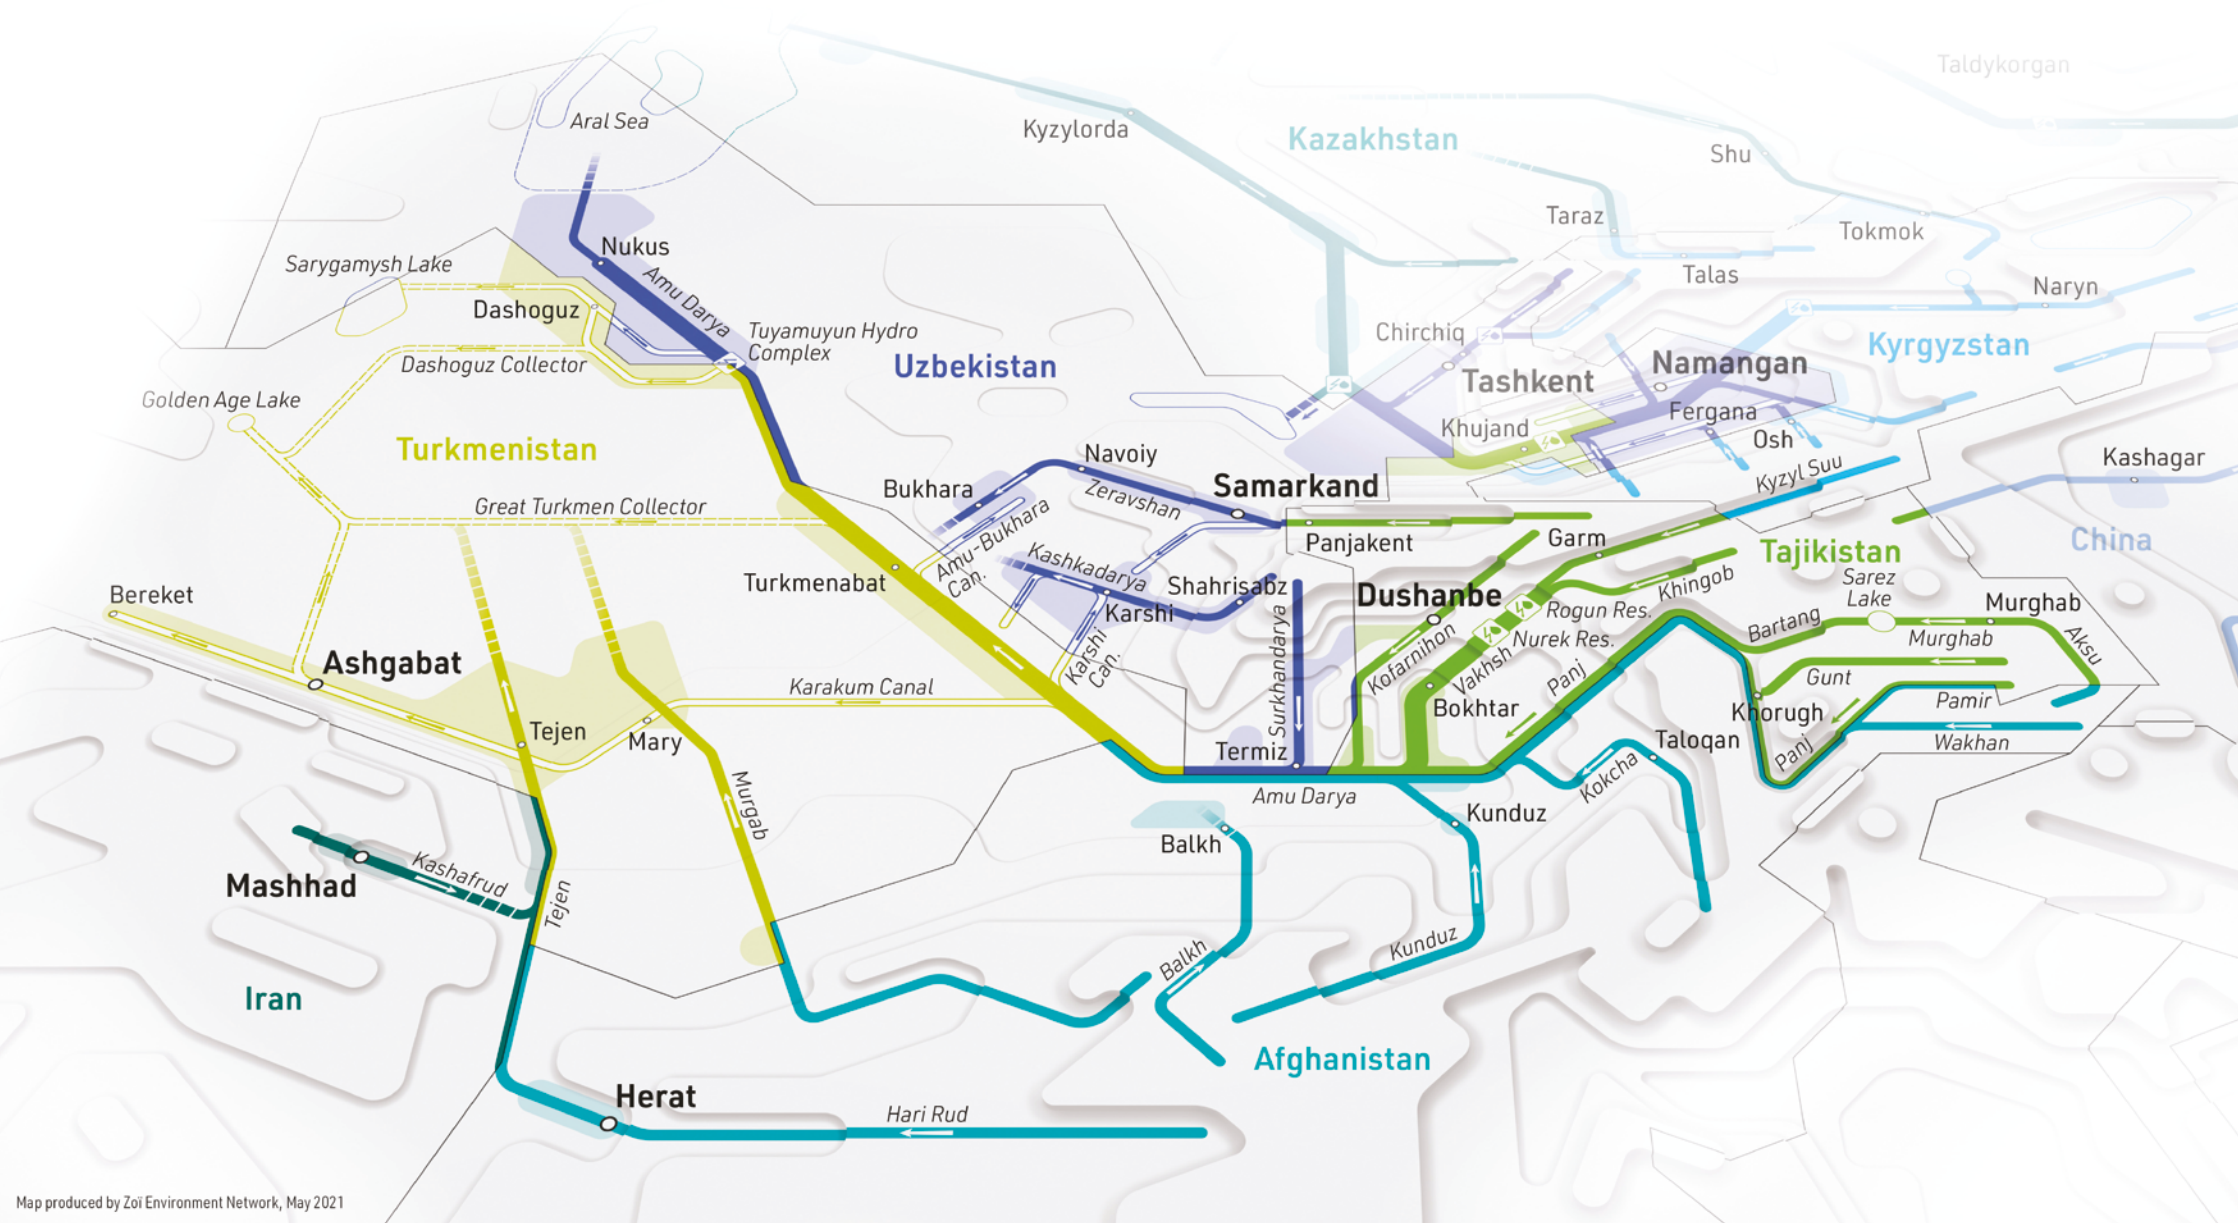 Taldykorgan
Aral Sea
Kyzylorda
Kazakhstan
Shu
Taraz
Tokmok
Nukus
Sarygamysh Lake
Amu Darya
Talas
Naryn
Dashoguz
Tuyamuyun Hydro
Complex
Chirchiq
Kyrgyzstan
Dashoguz Collector
Uzbekistan
Namangan
Tashkent
Golden Age Lake
Fergana
Khujand
Osh
Turkmenistan
Navoiy
Kashagar
Kyzyl Suu
Bukhara
Samarkand
Zeravshan
Great Turkmen Collector
Amu-Bukhara
Can.
Panjakent
Garm
Tajikistan
China
Kashkadarya
Turkmenabat
Shahrisabz
Dushanbe
Khingob
Sarez
Lake
Bereket
Karshi
Rogun Res.
Murghab
Bartang
Murghab
Aksu
Nurek Res.
Surkhandarya
Kofarnihon
Vakhsh
Panj
Karshi
Can.
Ashgabat
Gunt
Karakum Canal
Bokhtar
Khorugh
Pamir
Tejen
Mary
Termiz
Taloqan
Panj
Wakhan
Amu Darya
Kokcha
Murgab
Kunduz
Balkh
Kashafrud
Mashhad
Tejen
Kunduz
Balkh
Iran
Afghanistan
Herat
Hari Rud
Map produced by Zoï Environment Network, May 2021